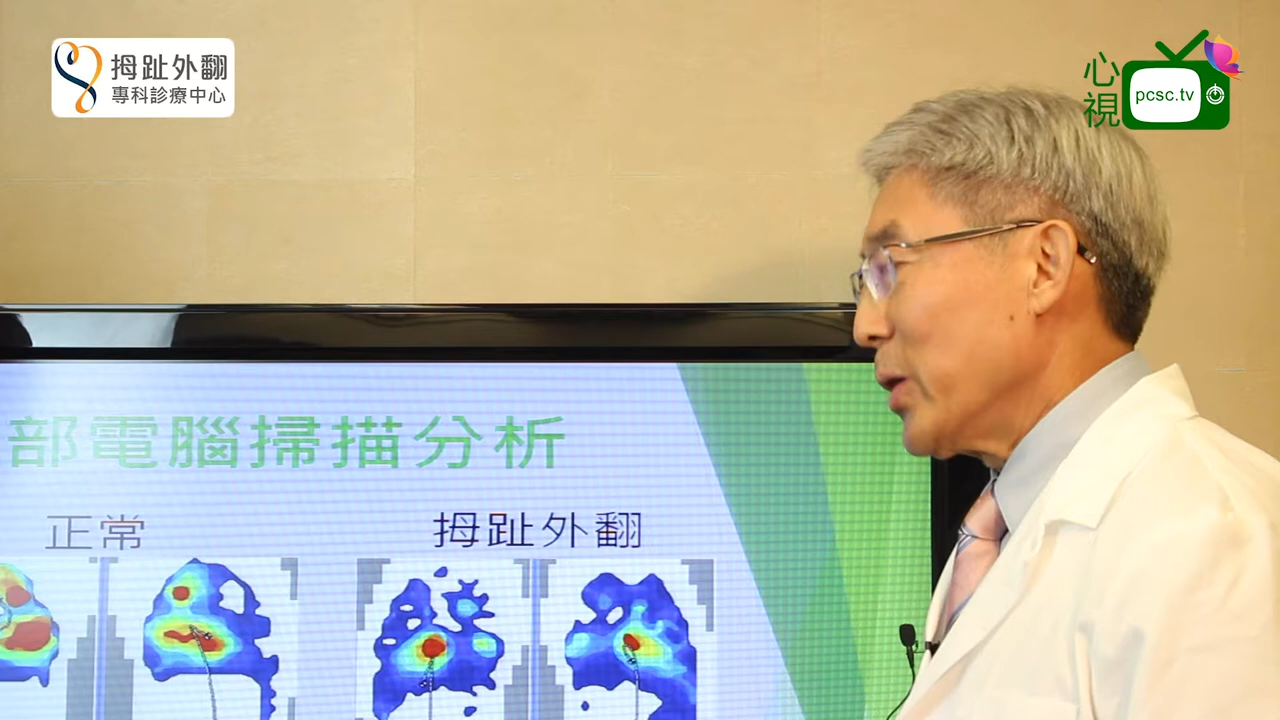 拇趾外翻
專科診療中心
心視
pcsc.tv
部電腦掃描分析
正常
拇趾外翻